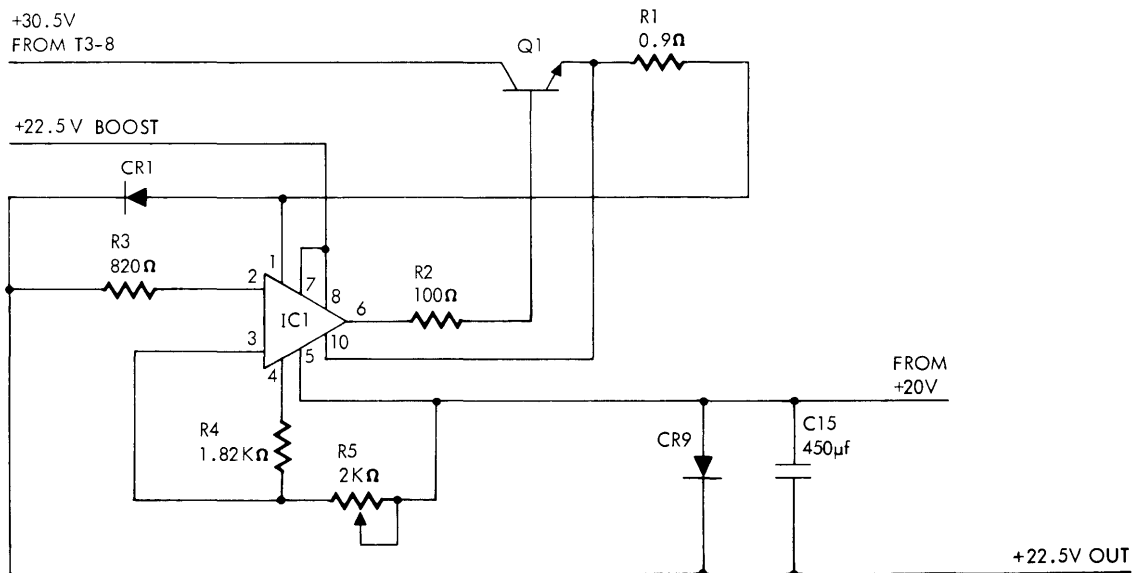 +30.5V
FROM T3-8
Q1
R1
0.9Ω
+22.5V BOOST
CR1
R3
820Ω
1
2
7
8
R2
100Ω
6
IC1
3
10
5
4
FROM
+20V
R4
1.82KΩ
R5
2KΩ
CR9
C15
450µf
+22.5V OUT